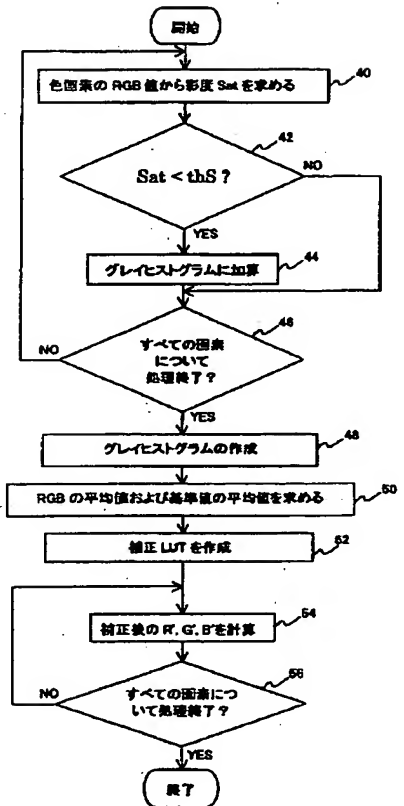 開始
色画素の RGB 値から彩度 Sat を求める
40
Sat < thS ?
42
NO
YES
グレイヒストグラムに加算
44
すべての画素
について
処理終了？
46
NO
YES
グレイヒストグラムの作成
48
RGB の平均値および基準値の平均値を求める
50
補正 LUT を作成
52
補正後の R', G', B'を計算
54
すべての画素につ
いて処理終了？
56
NO
YES
終了